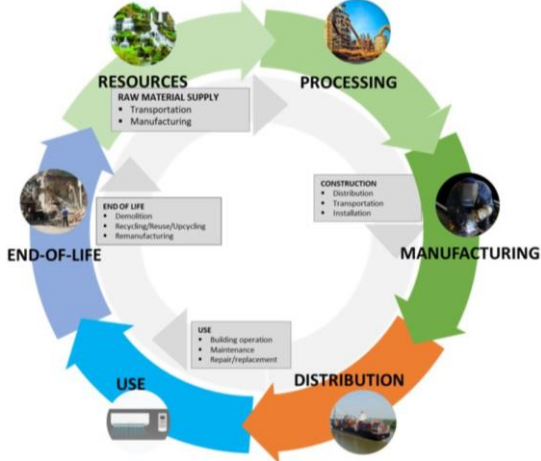 RESOURCES
PROCESSING
RAW MATERIAL SUPPLY
▪ Transportation
▪ Manufacturing
CONSTRUCTION
▪ Distribution
▪ Transportation
▪ Installation
END OF LIFE
▪ Demolition
▪ Recycling/Reuse/Upcycling
▪ Remanufacturing
END-OF-LIFE
MANUFACTURING
USE
▪ Building operation
▪ Maintenance
▪ Repair/replacement
USE
DISTRIBUTION